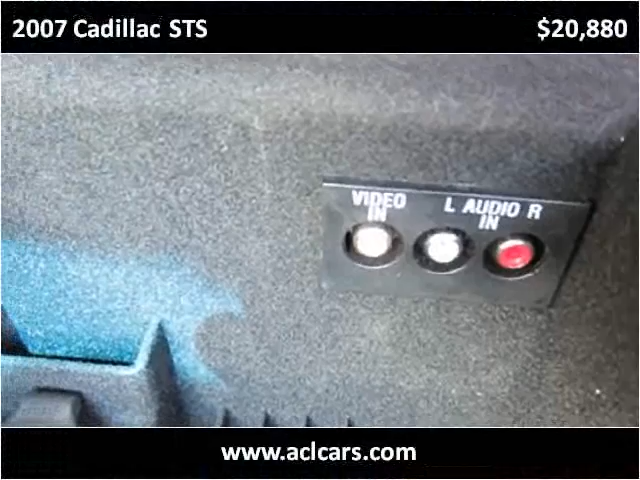 2007 Cadillac STS $20,880
VIDEO L AUDIO R
IN IN
www.aclcars.com